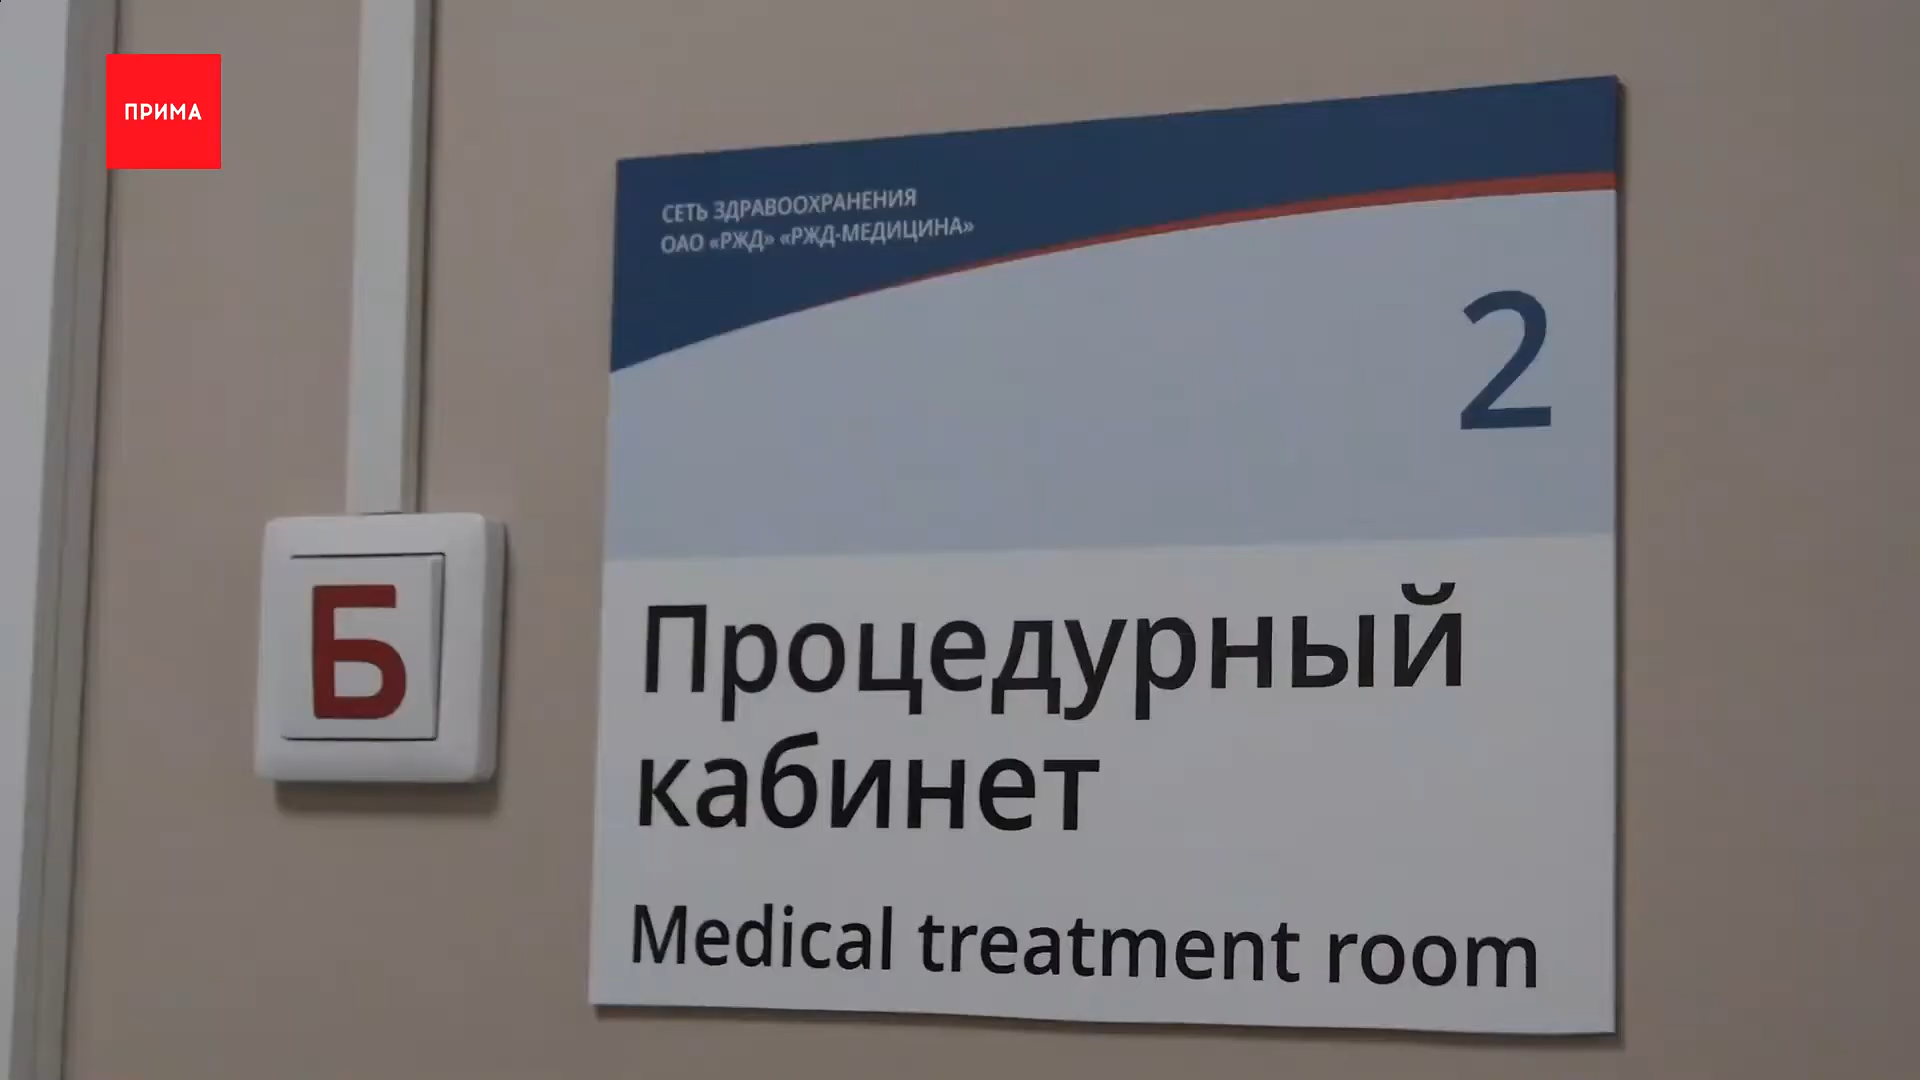 ПРИМА
СЕТЬ ЗДРАВООХРАНЕНИЯ
ОАО «РЖД» «РЖД-МЕДИЦИНА»
2
Б
Процедурный
кабинет
Medical treatment room